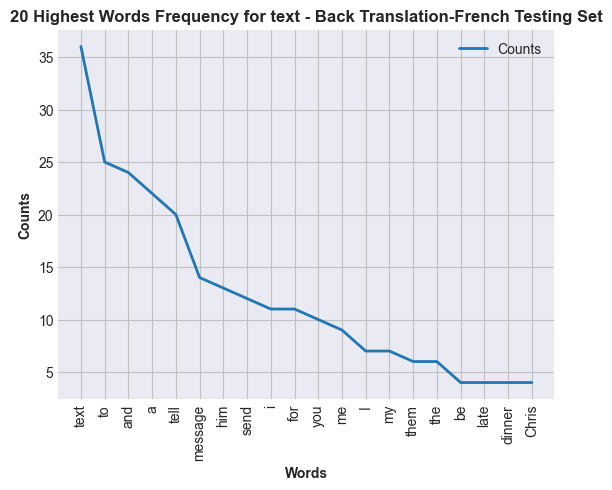 20 Highest Words Frequency for text - Back Translation-French Testing Set
Counts
Counts
35
30
25
20
15
10
5
text
to
and
a
tell
message
him
send
i
for
you
me
I
my
them
the
be
late
dinner
Chris
Words